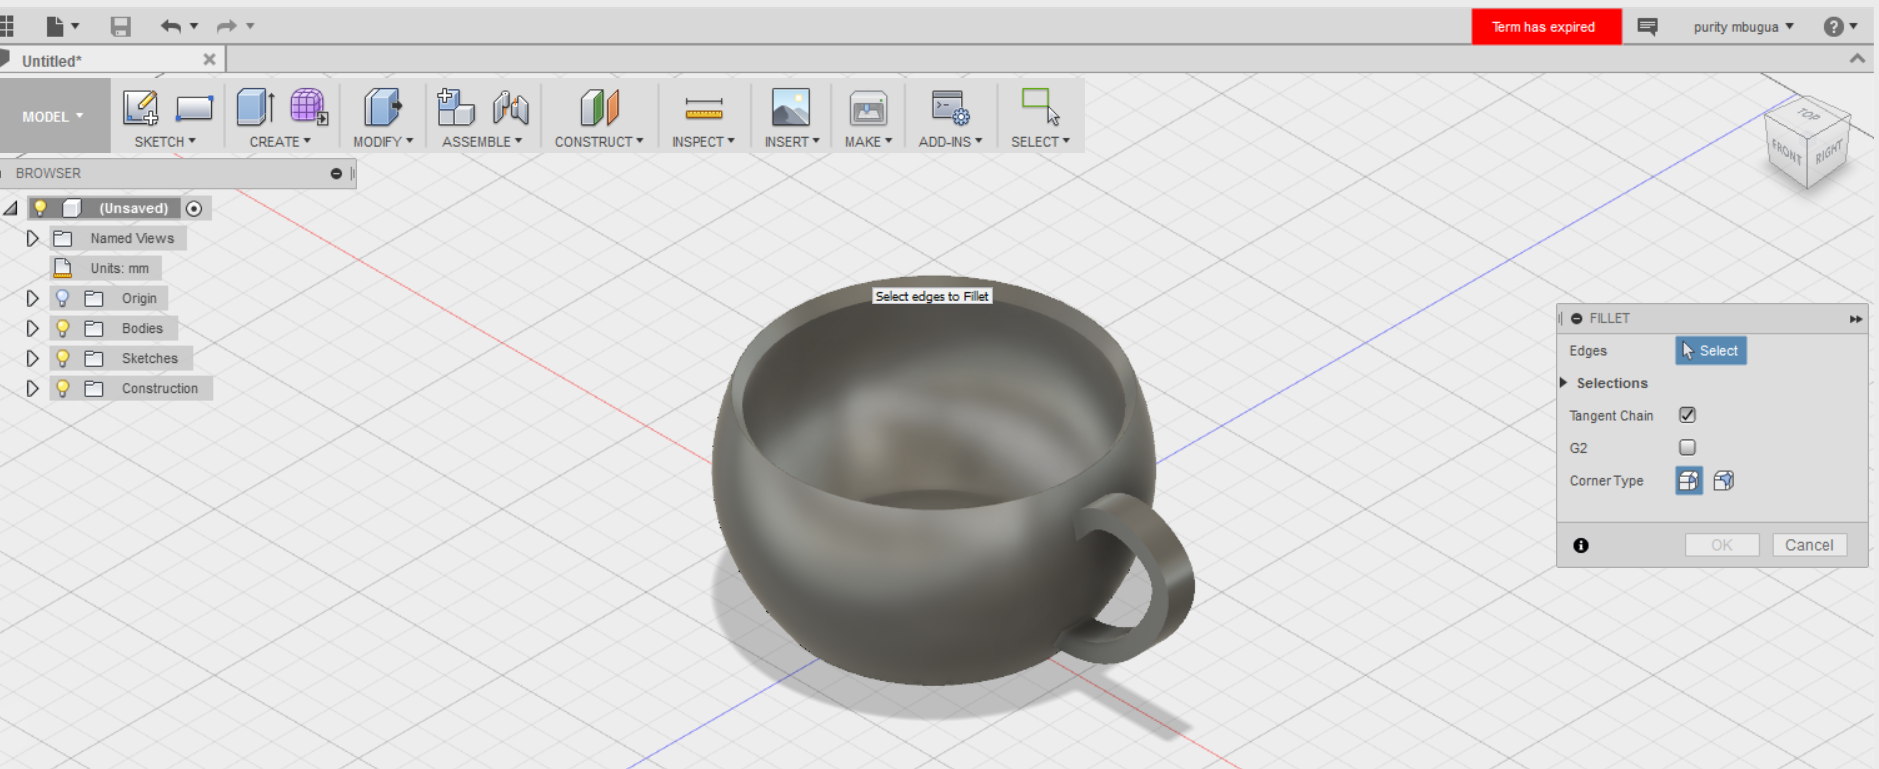 Term has expired
purity mbugua
?
Untitled*
MODEL
SKETCH
CREATE
MODIFY
ASSEMBLE
CONSTRUCT
INSPECT
INSERT
MAKE
ADD-INS
SELECT
TOP
FRONT
RIGHT
BROWSER
(Unsaved)
Named Views
Units: mm
Origin
Bodies
Sketches
Construction
Select edges to Fillet
FILLET
Edges
Select
Selections
Tangent Chain
G2
Corner Type
OK
Cancel